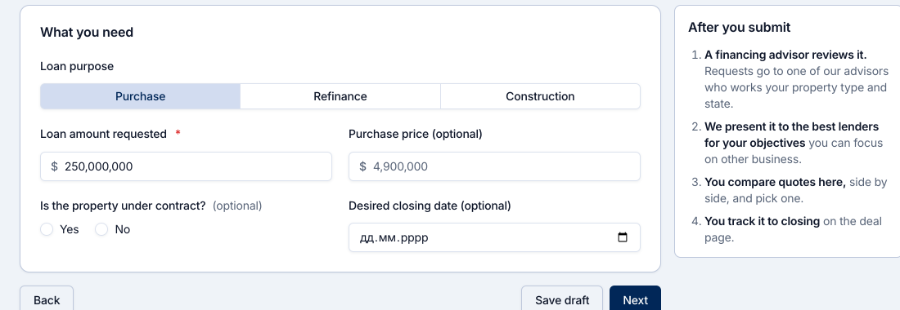 What you need
Loan purpose
Purchase
Refinance
Construction
Loan amount requested *
Purchase price (optional)
$ 250,000,000
$ 4,900,000
Is the property under contract? (optional)
Desired closing date (optional)
Yes
No
дд.мм.рррр
Back
Save draft
Next
After you submit
1. A financing advisor reviews it.
Requests go to one of our advisors
who works your property type and
state.
2. We present it to the best lenders
for your objectives you can focus
on other business.
3. You compare quotes here, side by
side, and pick one.
4. You track it to closing on the deal
page.